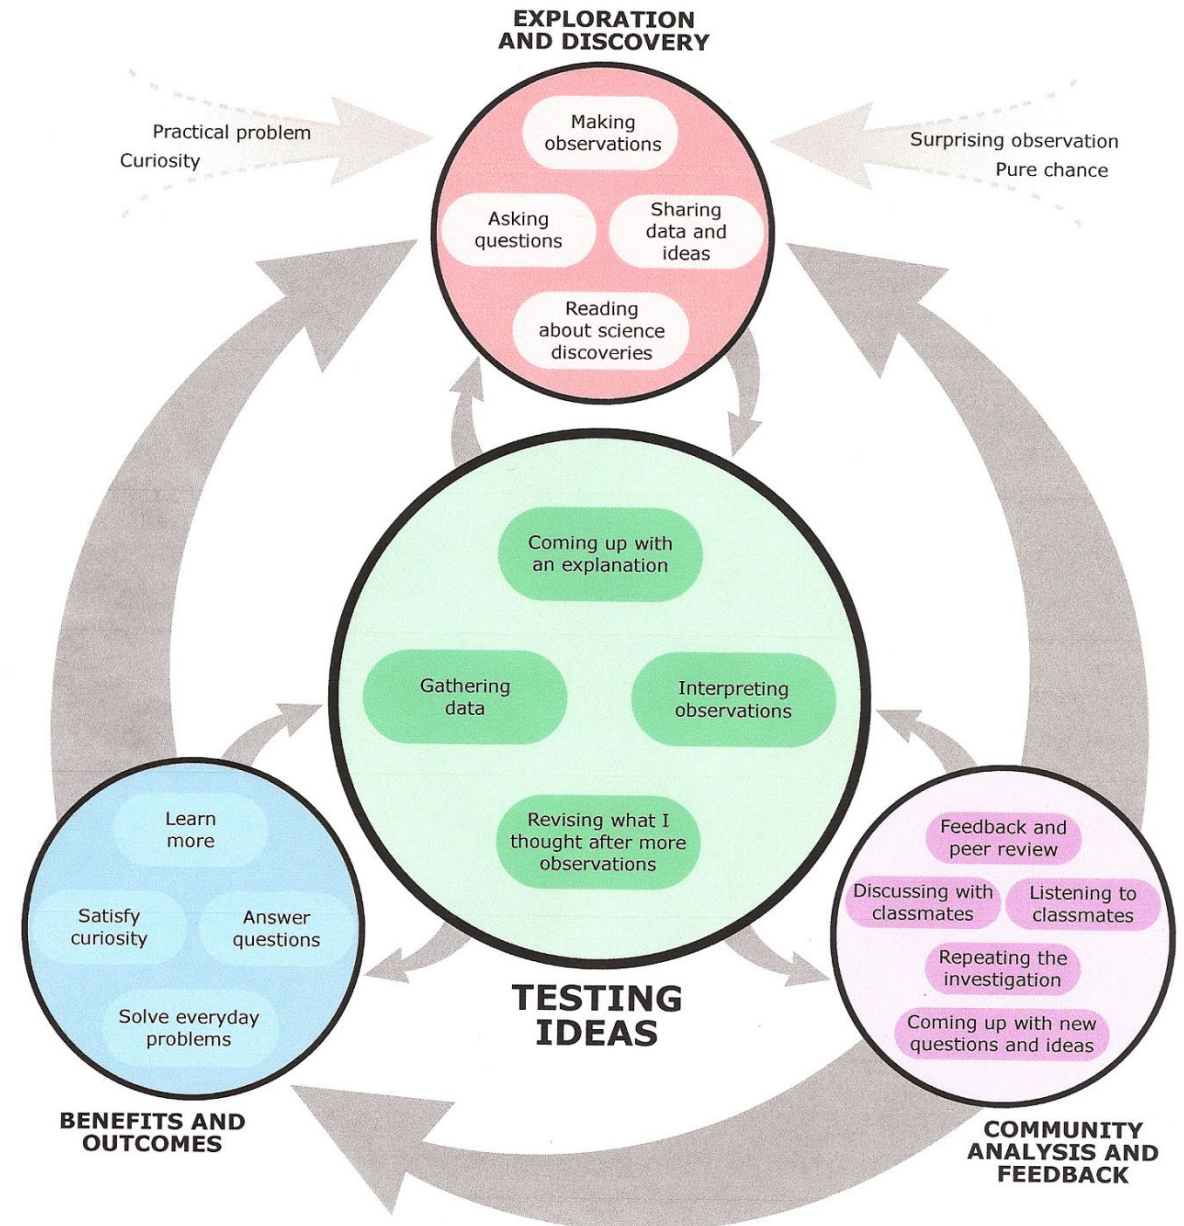 EXPLORATION
AND DISCOVERY
Practical problem
Curiosity
Surprising observation
Pure chance
Making
observations
Asking
questions
Sharing
data and
ideas
Reading
about science
discoveries
Coming up with
an explanation
Gathering
data
Interpreting
observations
Revising what I
thought after more
observations
TESTING
IDEAS
Learn
more
Satisfy
curiosity
Answer
questions
Solve everyday
problems
BENEFITS AND
OUTCOMES
Feedback and
peer review
Discussing with
classmates
Listening to
classmates
Repeating the
investigation
Coming up with new
questions and ideas
COMMUNITY
ANALYSIS AND
FEEDBACK